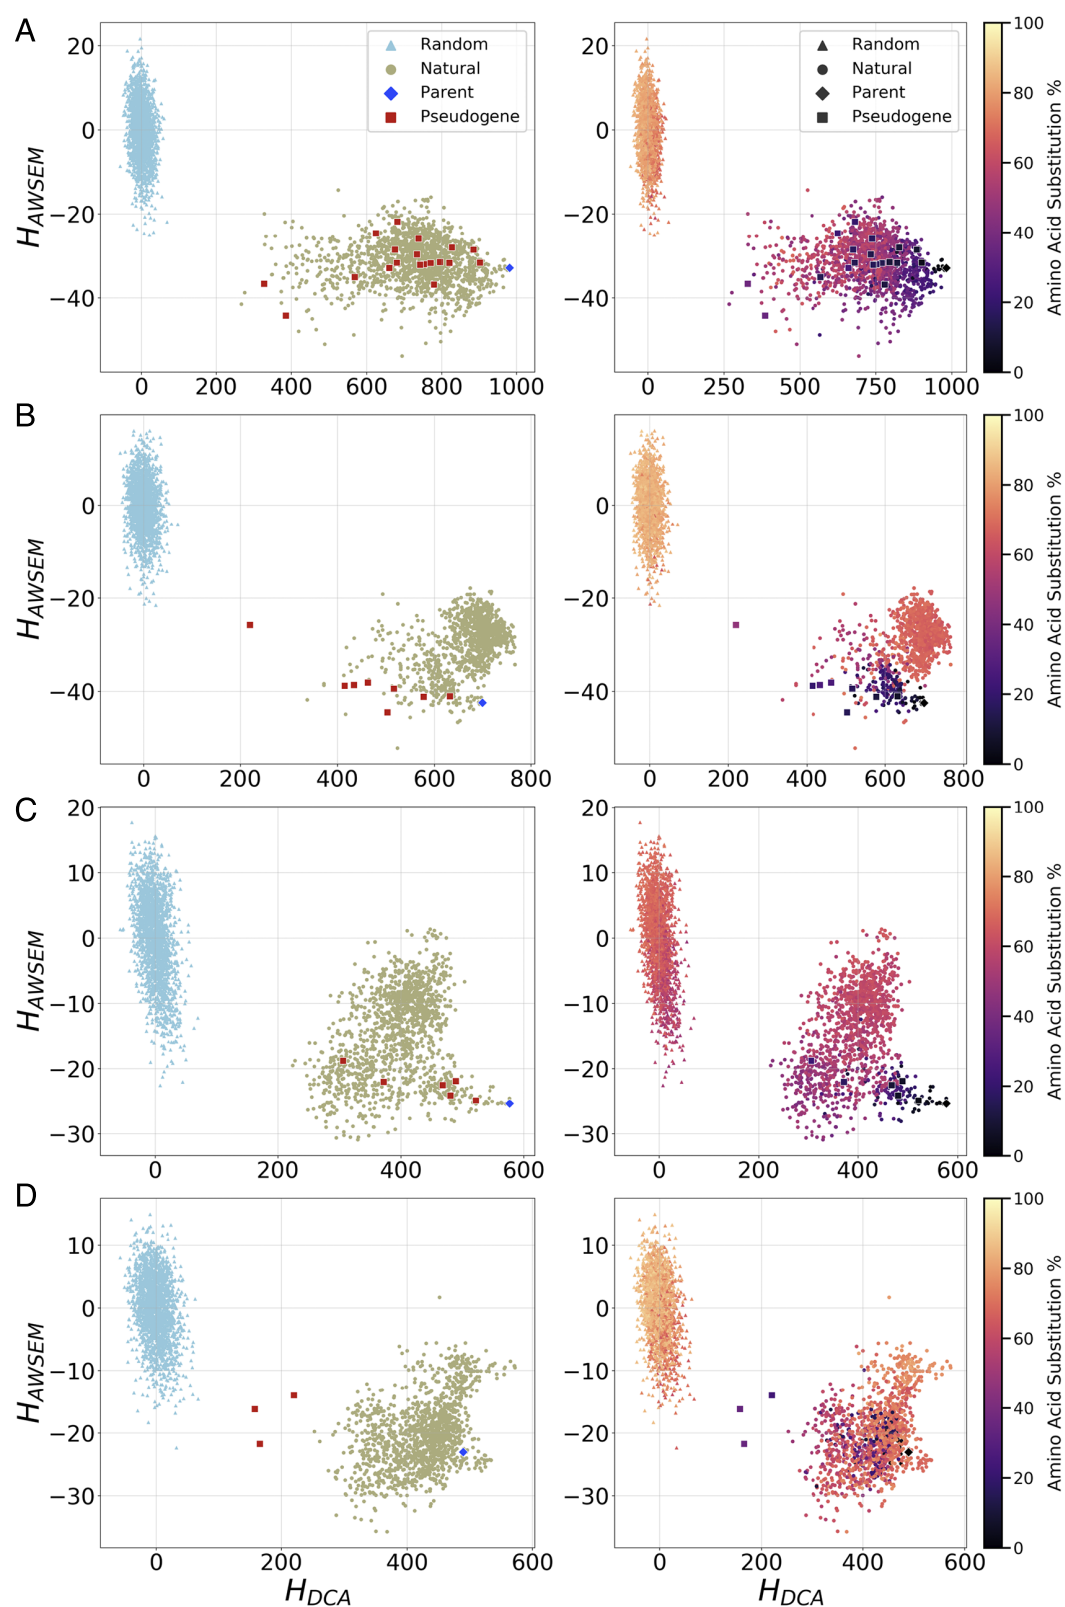 A
20
0
−20
−40
H_AWSEM
0 200 400 600 800 1000
Random
Natural
Parent
Pseudogene
20
0
−20
−40
0 250 500 750 1000
Random
Natural
Parent
Pseudogene
100
80
60
40
20
0
Amino Acid Substitution %
B
0
−20
−40
H_AWSEM
0 200 400 600 800
0
−20
−40
0 200 400 600 800
100
80
60
40
20
0
Amino Acid Substitution %
C
20
10
0
−10
−20
−30
H_AWSEM
0 200 400 600
20
10
0
−10
−20
−30
0 200 400 600
100
80
60
40
20
0
Amino Acid Substitution %
D
10
0
−10
−20
−30
H_AWSEM
0 200 400 600
H_DCA
10
0
−10
−20
−30
0 200 400 600
H_DCA
100
80
60
40
20
0
Amino Acid Substitution %